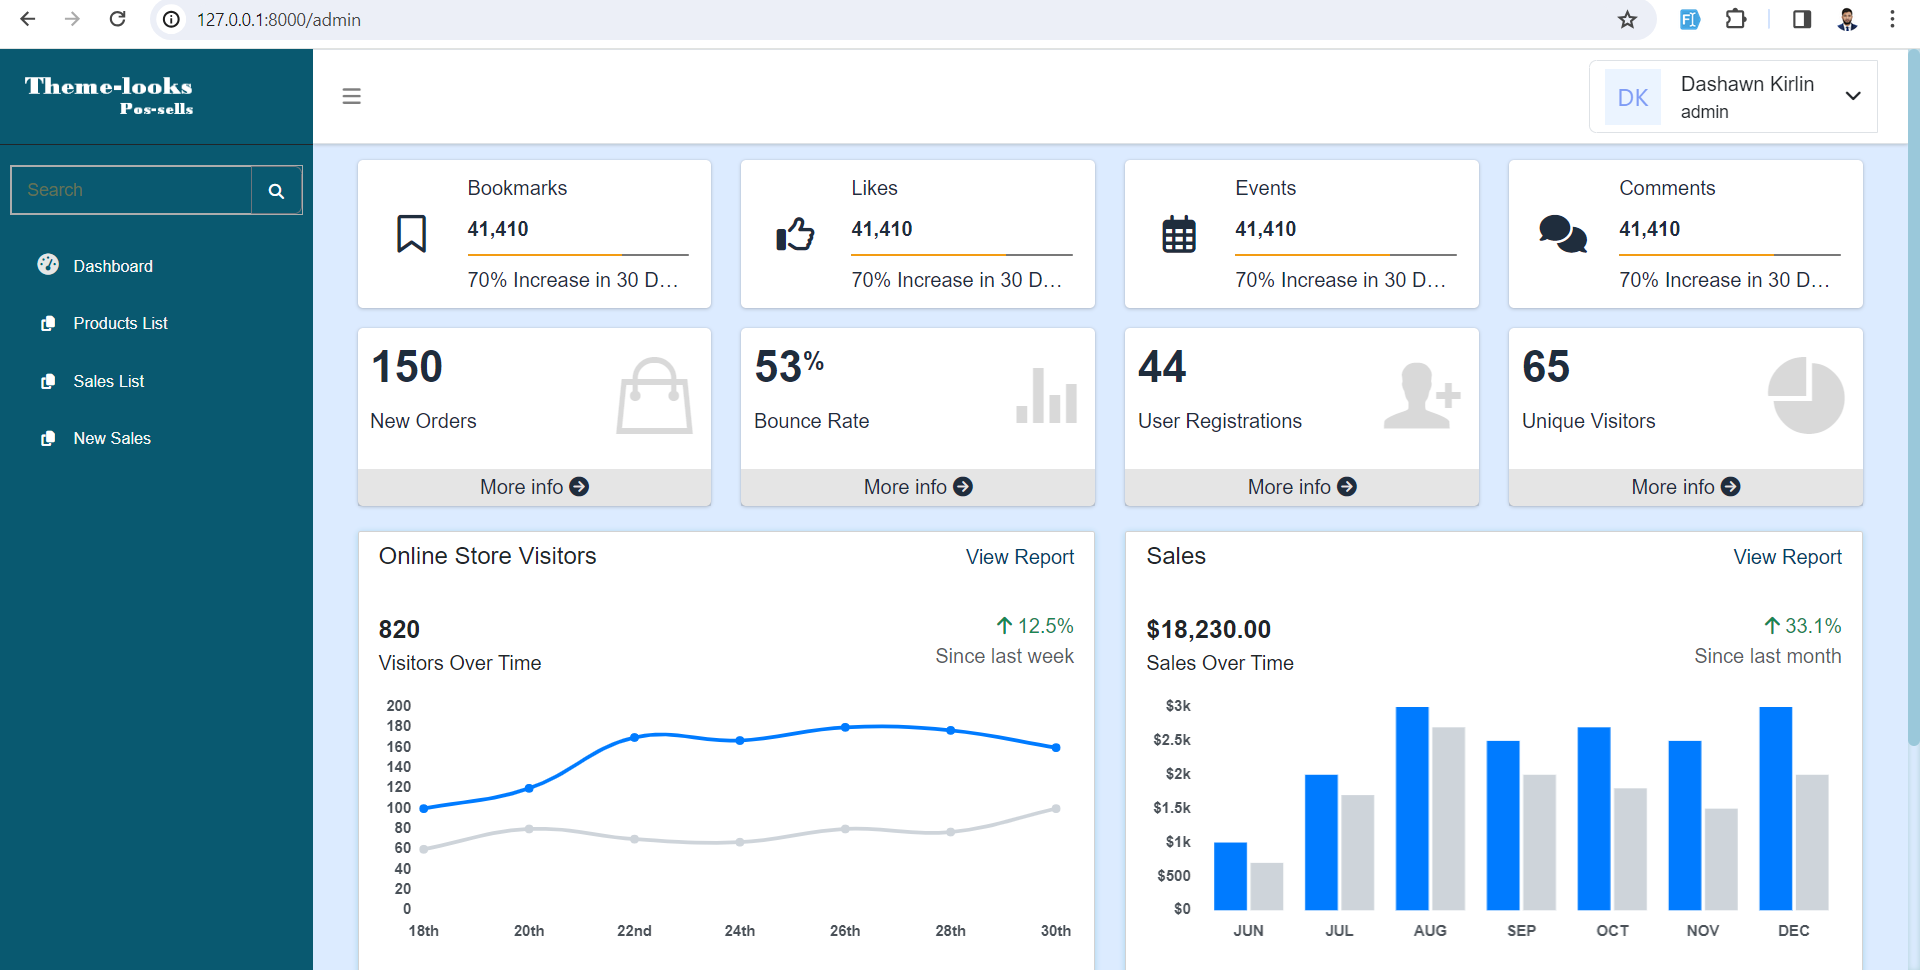 127.0.0.1:8000/admin
Theme-looks
Pos-sells
DK
Dashawn Kirlin
admin
Search
Dashboard
Products List
Sales List
New Sales
Bookmarks
41,410
70% Increase in 30 D…
Likes
41,410
70% Increase in 30 D…
Events
41,410
70% Increase in 30 D…
Comments
41,410
70% Increase in 30 D…
150
New Orders
More info
53%
Bounce Rate
More info
44
User Registrations
More info
65
Unique Visitors
More info
Online Store Visitors
View Report
820
Visitors Over Time
12.5%
Since last week
200
180
160
140
120
100
80
60
40
20
0
18th 20th 22nd 24th 26th 28th 30th
Sales
View Report
$18,230.00
Sales Over Time
33.1%
Since last month
$3k
$2.5k
$2k
$1.5k
$1k
$500
$0
JUN JUL AUG SEP OCT NOV DEC